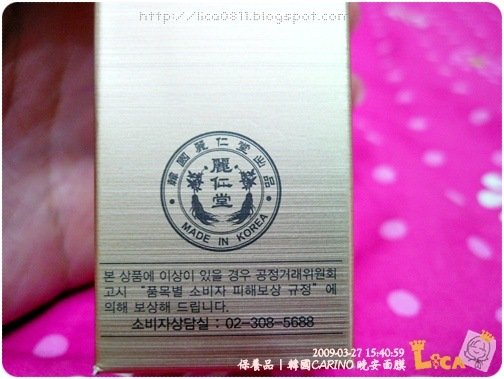 http://lica0811.blogspot.com
韓國麗仁堂出品
麗仁堂
MADE IN KOREA
본 상품에 이상이 있을 경우 공정거래위원회
고시 "품목별 소비자 피해보상 규정"에
의해 보상해 드립니다.
소비자상담실 : 02-308-5688
2009-03-27 15:40:59
保養品 | 韓國CARINO 晚安面膜
LiCA